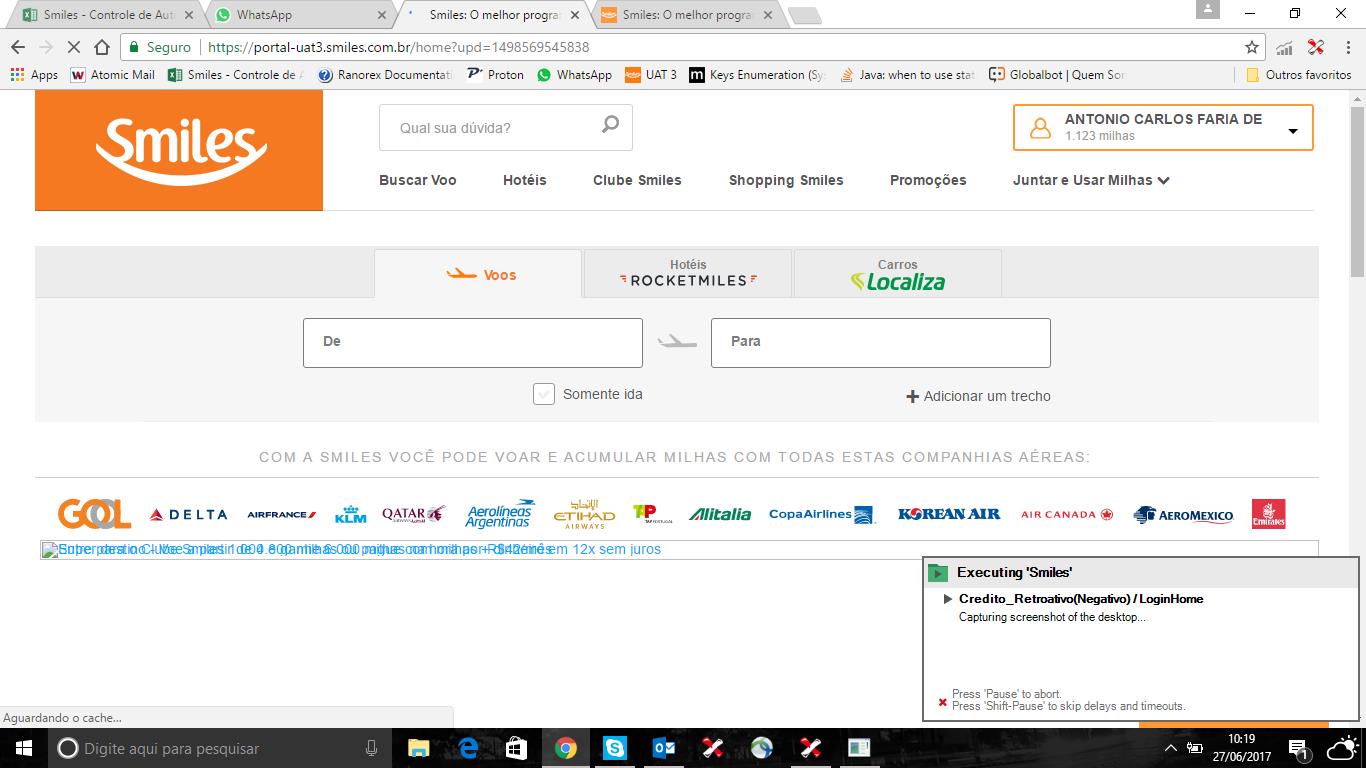 Smiles - Controle de Aut
WhatsApp
Smiles: O melhor progra
Smiles: O melhor progra
Seguro
https://portal-uat3.smiles.com.br/home?upd=1498569545838
Apps
Atomic Mail
Smiles - Controle de A
Ranorex Documentati
Proton
WhatsApp
UAT 3
Keys Enumeration (Sy
Java: when to use stat
Globalbot | Quem Som
Outros favoritos
Smiles
Qual sua dúvida?
ANTONIO CARLOS FARIA DE
1.123 milhas
Buscar Voo Hotéis Clube Smiles Shopping Smiles Promoções Juntar e Usar Milhas
Voos
Hotéis
ROCKETMILES
Carros
Localiza
De
Para
Somente ida
Adicionar um trecho
COM A SMILES VOCÊ PODE VOAR E ACUMULAR MILHAS COM TODAS ESTAS COMPANHIAS AÉREAS:
GOL
DELTA
AIRFRANCE
KLM
QATAR
Aerolíneas Argentinas
ETIHAD AIRWAYS
TAP PORTUGAL
Alitalia
CopaAirlines
KOREAN AIR
AIR CANADA
AEROMEXICO
Emirates
em 12x sem juros
Executing 'Smiles'
Credito_Retroativo(Negativo) / LoginHome
Capturing screenshot of the desktop...
Press 'Pause' to abort.
Press 'Shift-Pause' to skip delays and timeouts.
Aguardando o cache...
Digite aqui para pesquisar
10:19
27/06/2017
1